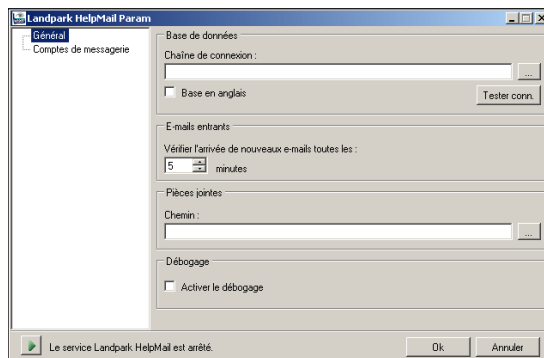 Landpark HelpMail Param
Général
Comptes de messagerie
Base de données
Chaîne de connexion :
...
Base en anglais
Tester conn.
E-mails entrants
Vérifier l'arrivée de nouveaux e-mails toutes les :
5 minutes
Pièces jointes
Chemin :
...
Débogage
Activer le débogage
Le service Landpark HelpMail est arrêté.
Ok
Annuler